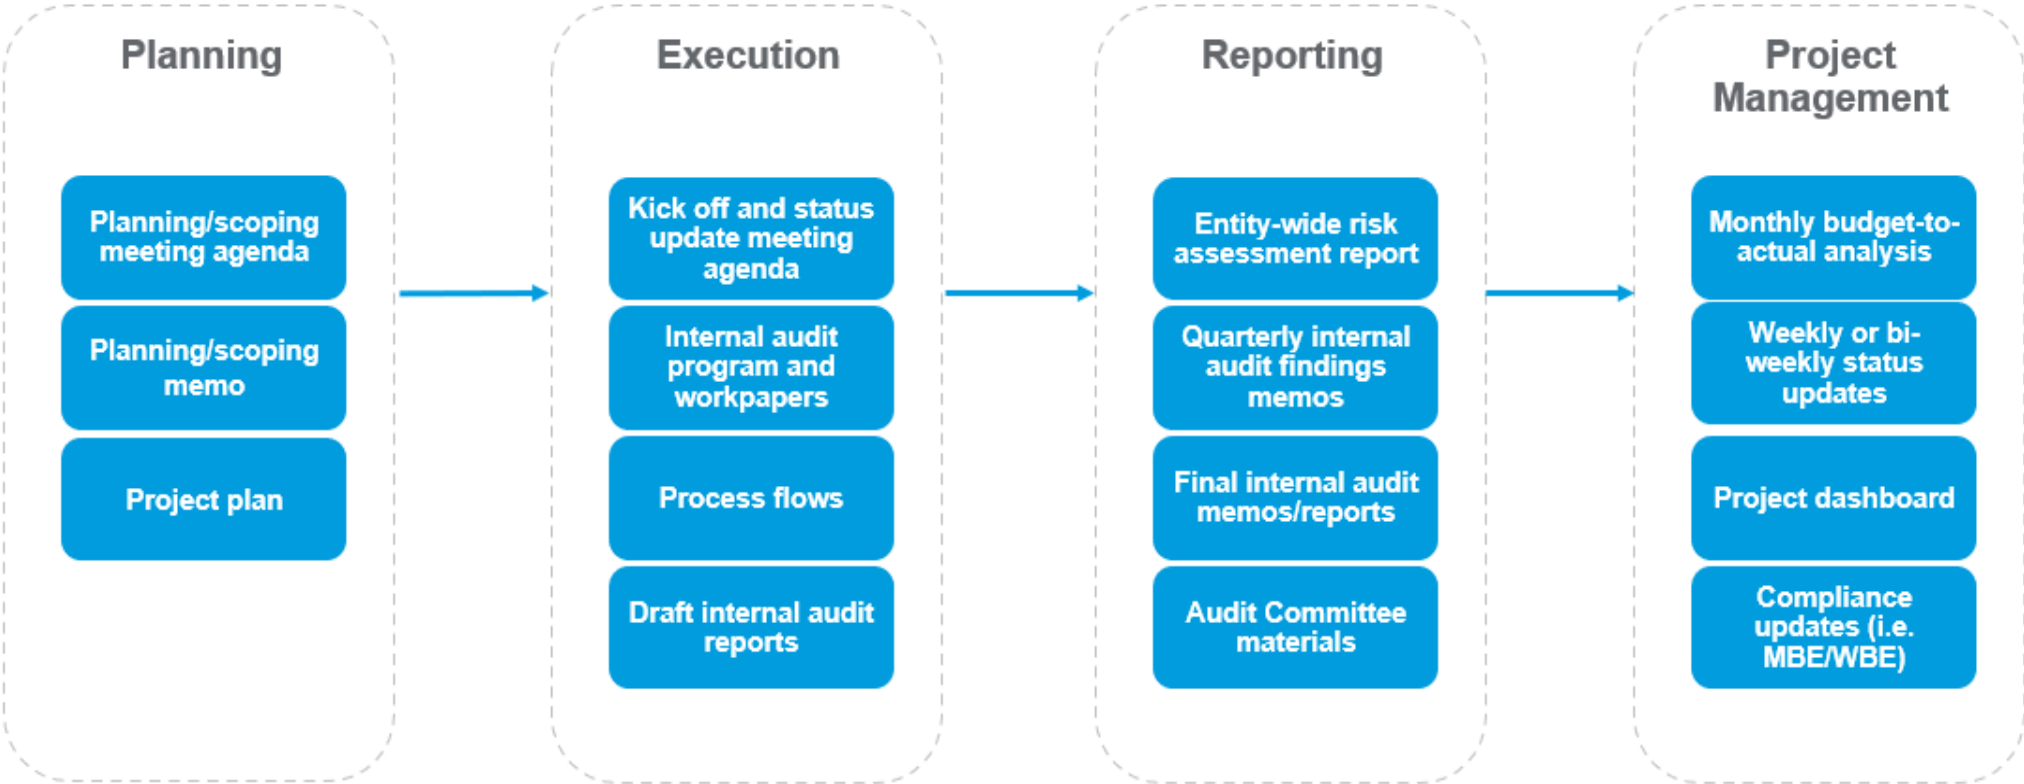 Planning
Planning/scoping
meeting agenda
Planning/scoping
memo
Project plan
Execution
Kick off and status
update meeting
agenda
Internal audit
program and
workpapers
Process flows
Draft internal audit
reports
Reporting
Entity-wide risk
assessment report
Quarterly internal
audit findings
memos
Final internal audit
memos/reports
Audit Committee
materials
Project
Management
Monthly budget-to-
actual analysis
Weekly or bi-
weekly status
updates
Project dashboard
Compliance
updates (i.e.
MBE/WBE)